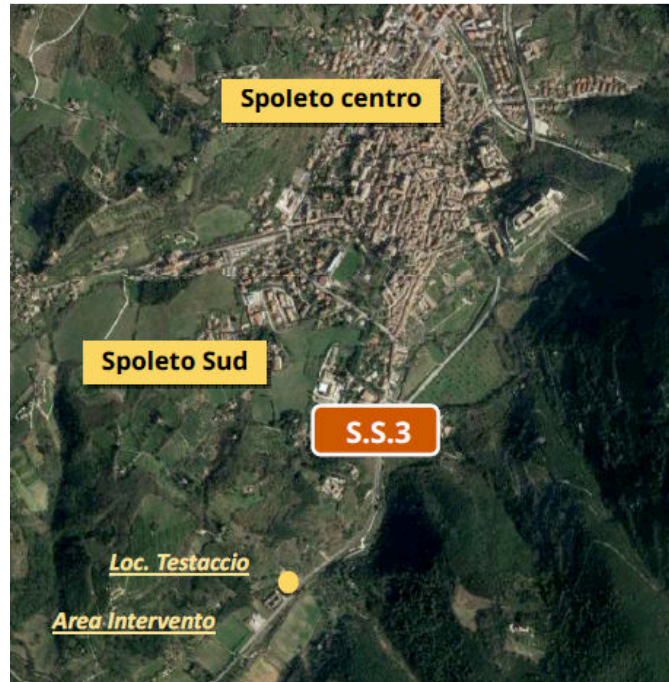 Spoleto centro
Spoleto Sud
S.S.3
Loc. Testaccio
Area Intervento